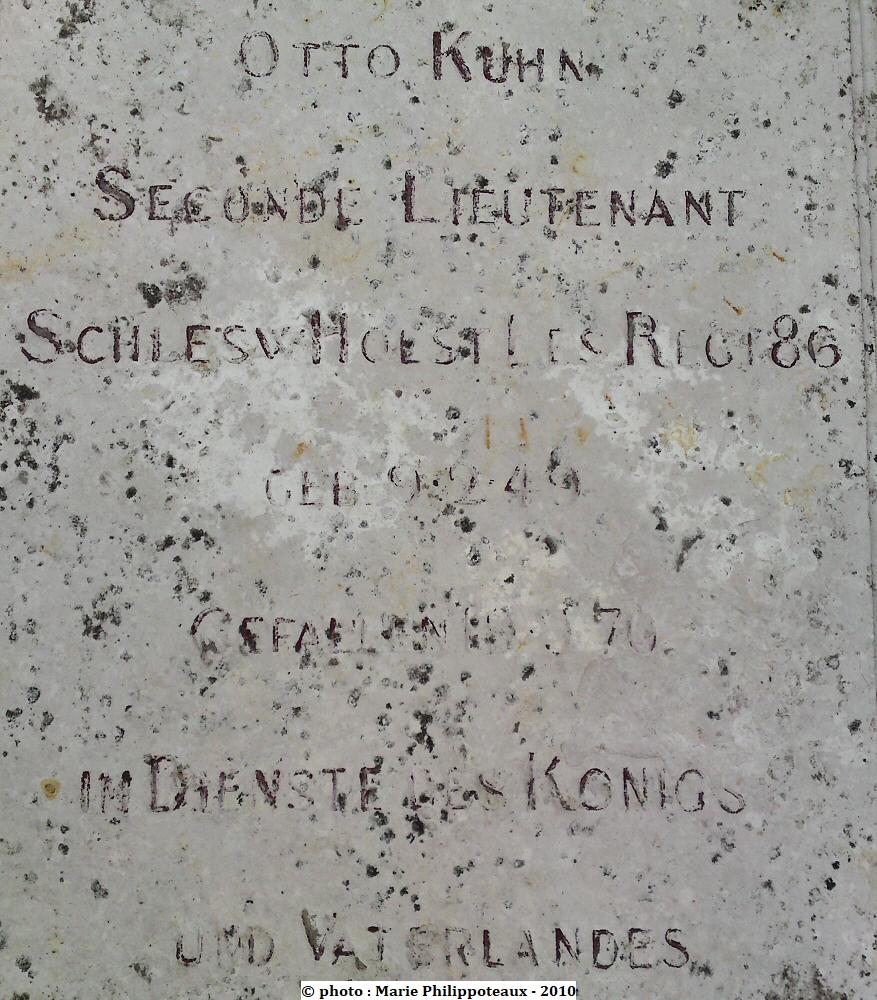 OTTO KUHN
SECONDE LIEUTENANT
SCHLESW HOLST REGT 86
GEB 9 2 49
GEFALLEN 70
IM DIENSTE DES KONIGS
UND VATERLANDES
© photo : Marie Philippoteaux - 2010